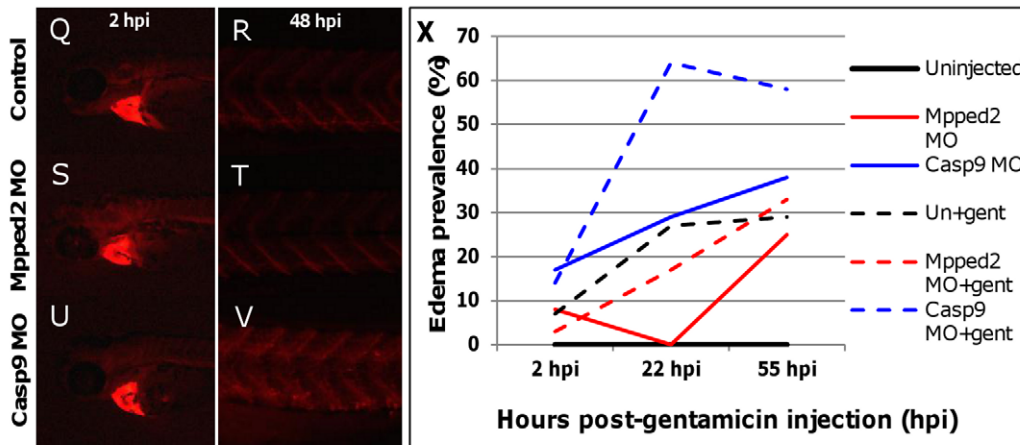 2 hpi
48 hpi
Control
Q
R
Mpped2 MO
S
T
Casp9 MO
U
V
X
Edema prevalence (%)
70
60
50
40
30
20
10
0
2 hpi
22 hpi
55 hpi
Hours post-gentamicin injection (hpi)
Uninjected
Mpped2
MO
Casp9 MO
Un+gent
Mpped2
MO+gent
Casp9
MO+gent